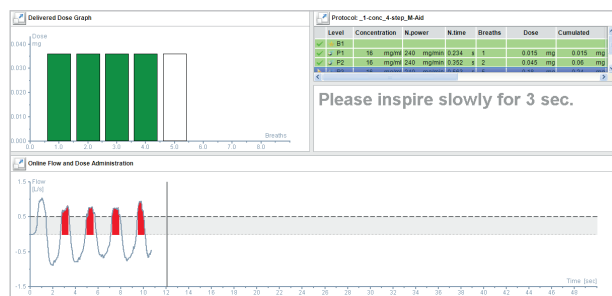 Delivered Dose Graph
Dose
mg
0.040
0.030
0.020
0.010
0.000
0.0 1.0 2.0 3.0 4.0 5.0 6.0 7.0 8.0
Breaths
Protocol: _1-conc_4-step_M-Aid
Level Concentration N.power N.time Breaths Dose Cumulated
B1
P1 16 mg/ml 240 mg/min 0.234 s 1 0.015 mg 0.015 mg
P2 16 mg/ml 240 mg/min 0.352 s 2 0.045 mg 0.06 mg
Please inspire slowly for 3 sec.
Online Flow and Dose Administration
Flow
[L/s]
1.5
0.5
-0.5
-1.5
0 2 4 6 8 10 12 14 16 18 20 22 24 26 28 30 32 34 36 38 40 42 44 46 48
Time [sec]